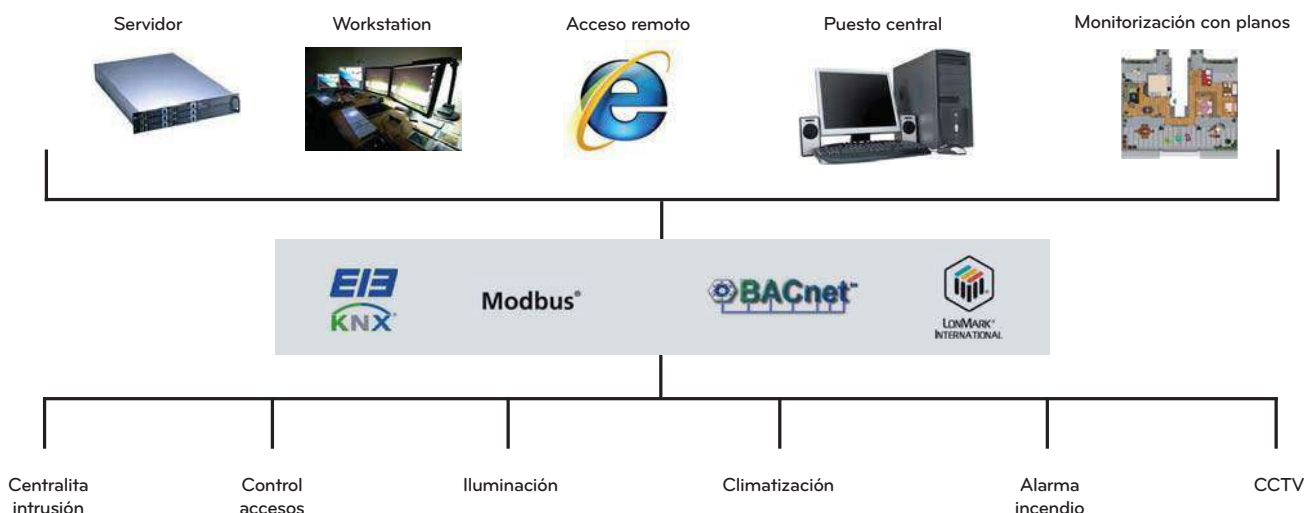 Servidor
Workstation
Acceso remoto
Puesto central
Monitorización con planos
EIB
KNX®
Modbus®
BACnet™
LONMARK®
INTERNATIONAL
Centralita
intrusión
Control
accesos
Iluminación
Climatización
Alarma
incendio
CCTV